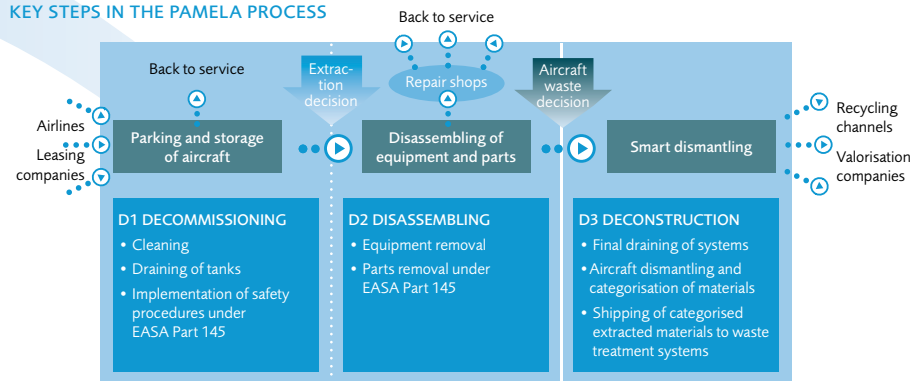 KEY STEPS IN THE PAMELA PROCESS
Back to service
Back to service
Extrac-
tion
decision
Repair shops
Aircraft
waste
decision
Airlines
Leasing
companies
Parking and storage
of aircraft
Disassembling of
equipment and parts
Smart dismantling
Recycling
channels
Valorisation
companies
D1 DECOMMISSIONING
• Cleaning
• Draining of tanks
• Implementation of safety
procedures under
EASA Part 145
D2 DISASSEMBLING
• Equipment removal
• Parts removal under
EASA Part 145
D3 DECONSTRUCTION
• Final draining of systems
• Aircraft dismantling and
categorisation of materials
• Shipping of categorised
extracted materials to waste
treatment systems